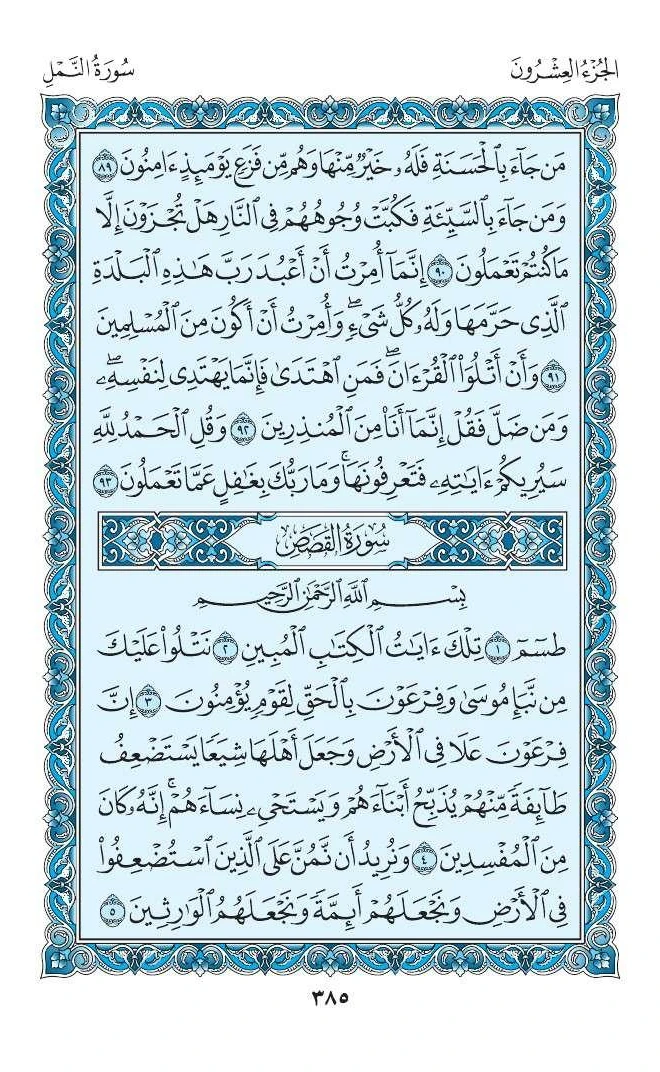 الجُزْءُ العِشْرُونَ
سُورَةُ النَّمْلِ
مَن جَآءَ بِٱلْحَسَنَةِ فَلَهُۥ خَيْرٌ مِّنْهَا وَهُم مِّن فَزَعٍ يَوْمَئِذٍ ءَامِنُونَ ٨٩
وَمَن جَآءَ بِٱلسَّيِّئَةِ فَكُبَّتْ وُجُوهُهُمْ فِى ٱلنَّارِ هَلْ تُجْزَوْنَ إِلَّا
مَا كُنتُمْ تَعْمَلُونَ ٩٠ إِنَّمَآ أُمِرْتُ أَنْ أَعْبُدَ رَبَّ هَٰذِهِ ٱلْبَلْدَةِ
ٱلَّذِى حَرَّمَهَا وَلَهُۥ كُلُّ شَىْءٍ ۖ وَأُمِرْتُ أَنْ أَكُونَ مِنَ ٱلْمُسْلِمِينَ
٩١ وَأَنْ أَتْلُوَا۟ ٱلْقُرْءَانَ ۖ فَمَنِ ٱهْتَدَىٰ فَإِنَّمَا يَهْتَدِى لِنَفْسِهِۦ ۖ
وَمَن ضَلَّ فَقُلْ إِنَّمَآ أَنَا۠ مِنَ ٱلْمُنذِرِينَ ٩٢ وَقُلِ ٱلْحَمْدُ لِلَّهِ
سَيُرِيكُمْ ءَايَٰتِهِۦ فَتَعْرِفُونَهَا ۚ وَمَا رَبُّكَ بِغَٰفِلٍ عَمَّا تَعْمَلُونَ ٩٣
سُورَةُ القَصَصِ
بِسْمِ ٱللَّهِ ٱلرَّحْمَٰنِ ٱلرَّحِيمِ
طسٓمٓ ١ تِلْكَ ءَايَٰتُ ٱلْكِتَٰبِ ٱلْمُبِينِ ٢ نَتْلُوا۟ عَلَيْكَ
مِن نَّبَإِ مُوسَىٰ وَفِرْعَوْنَ بِٱلْحَقِّ لِقَوْمٍ يُؤْمِنُونَ ٣ إِنَّ
فِرْعَوْنَ عَلَا فِى ٱلْأَرْضِ وَجَعَلَ أَهْلَهَا شِيَعًا يَسْتَضْعِفُ
طَآئِفَةً مِّنْهُمْ يُذَبِّحُ أَبْنَآءَهُمْ وَيَسْتَحْىِۦ نِسَآءَهُمْ ۚ إِنَّهُۥ كَانَ
مِنَ ٱلْمُفْسِدِينَ ٤ وَنُرِيدُ أَن نَّمُنَّ عَلَى ٱلَّذِينَ ٱسْتُضْعِفُوا۟
فِى ٱلْأَرْضِ وَنَجْعَلَهُمْ أَئِمَّةً وَنَجْعَلَهُمُ ٱلْوَٰرِثِينَ ٥
٣٨٥